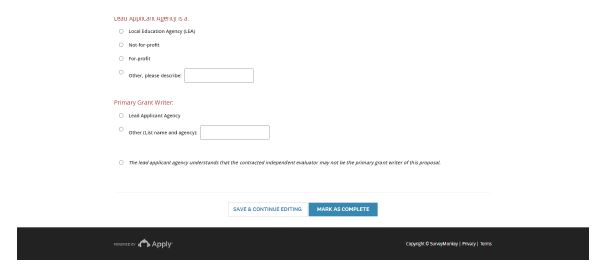 Lead Applicant Agency is a:
Local Education Agency (LEA)
Not-for-profit
For-profit
Other, please describe:
Primary Grant Writer:
Lead Applicant Agency
Other (List name and agency):
The lead applicant agency understands that the contracted independent evaluator may not be the primary grant writer of this proposal.
SAVE & CONTINUE EDITING MARK AS COMPLETE
POWERED BY Apply Copyright © SurveyMonkey | Privacy | Terms